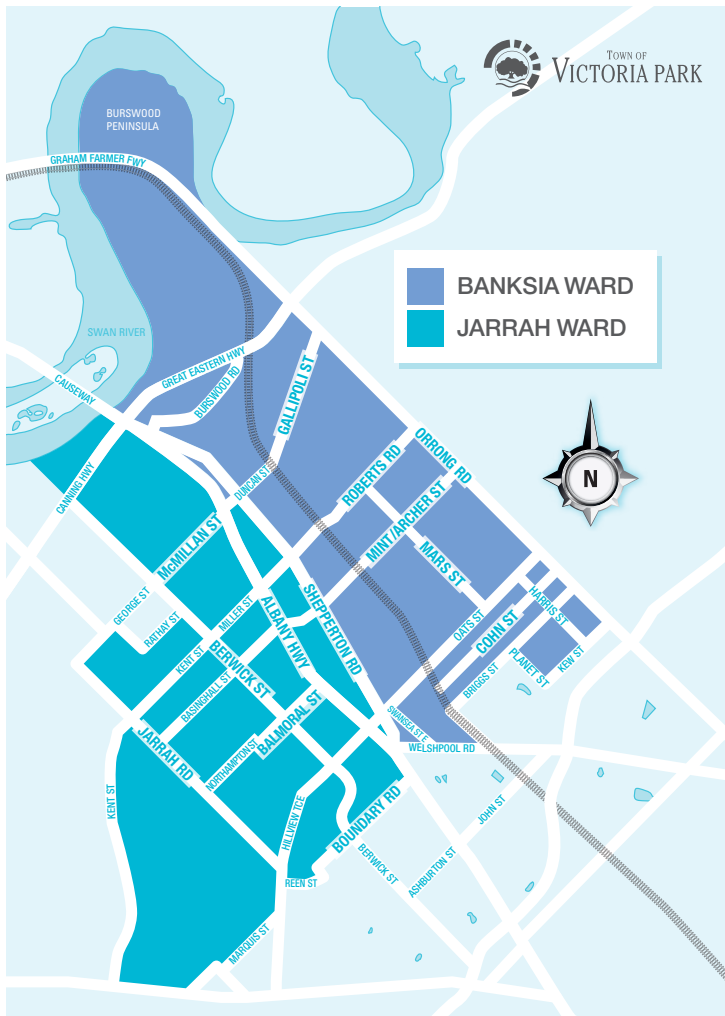 TOWN OF
VICTORIA PARK
BURSWOOD
PENINSULA
GRAHAM FARMER FWY
BANKSIA WARD
JARRAH WARD
SWAN RIVER
CAUSEWAY
GREAT EASTERN HWY
BURSWOOD RD
GALLIPOLI ST
CANNING HWY
DUNCAN ST
ROBERTS RD
ORRONG RD
N
MINT/ARCHER ST
MARS ST
McMILLAN ST
GEORGE ST
RATHAY ST
MILLER ST
ALBANY HWY
SHEPPERTON RD
OATS ST
COHN ST
HARRIS ST
PLANET ST
KEW ST
BRIGGS ST
KENT ST
BERWICK ST
BASINGHALL ST
BALMORAL ST
NORTHAMPTON ST
JARRAH RD
SWANSEA ST E
WELSHPOOL RD
KENT ST
HILLVIEW TCE
BOUNDARY RD
BERWICK ST
JOHN ST
ASHBURTON ST
REEN ST
MARQUIS ST